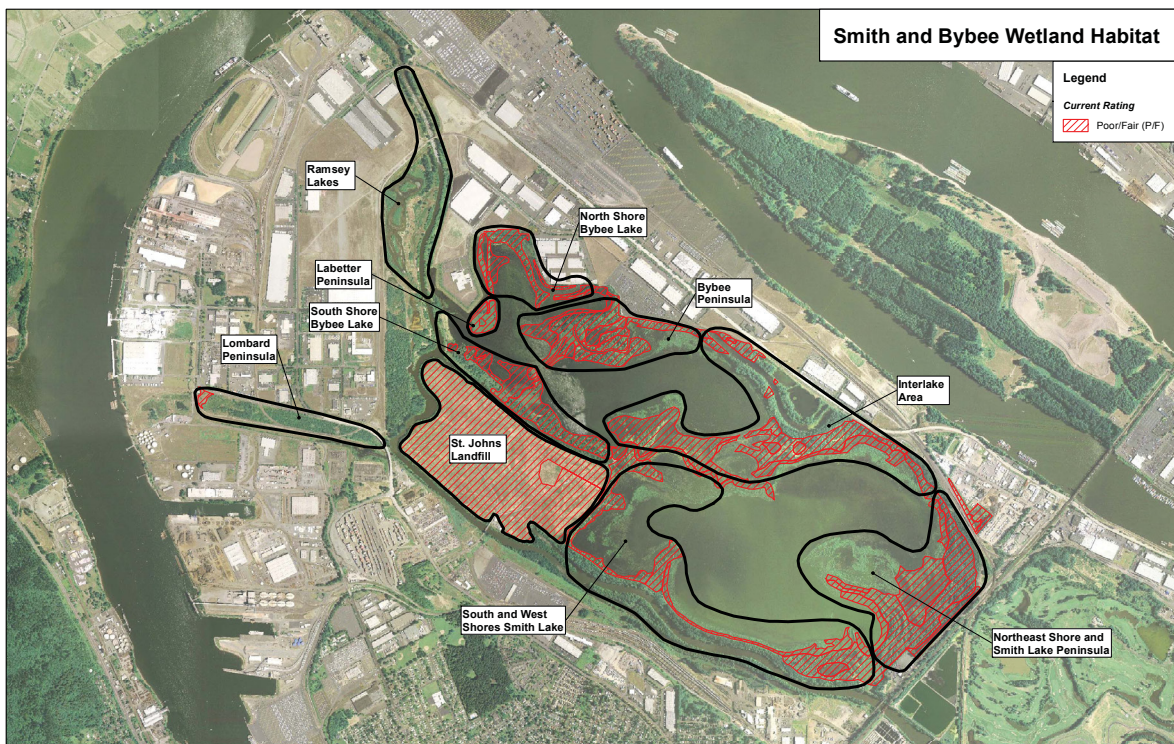 Smith and Bybee Wetland Habitat
Legend
Current Rating
Poor/Fair (P/F)
Ramsey
Lakes
North Shore
Bybee Lake
Labetter
Peninsula
Bybee
Peninsula
South Shore
Bybee Lake
Lombard
Peninsula
Interlake
Area
St. Johns
Landfill
South and West
Shores Smith Lake
Northeast Shore and
Smith Lake Peninsula